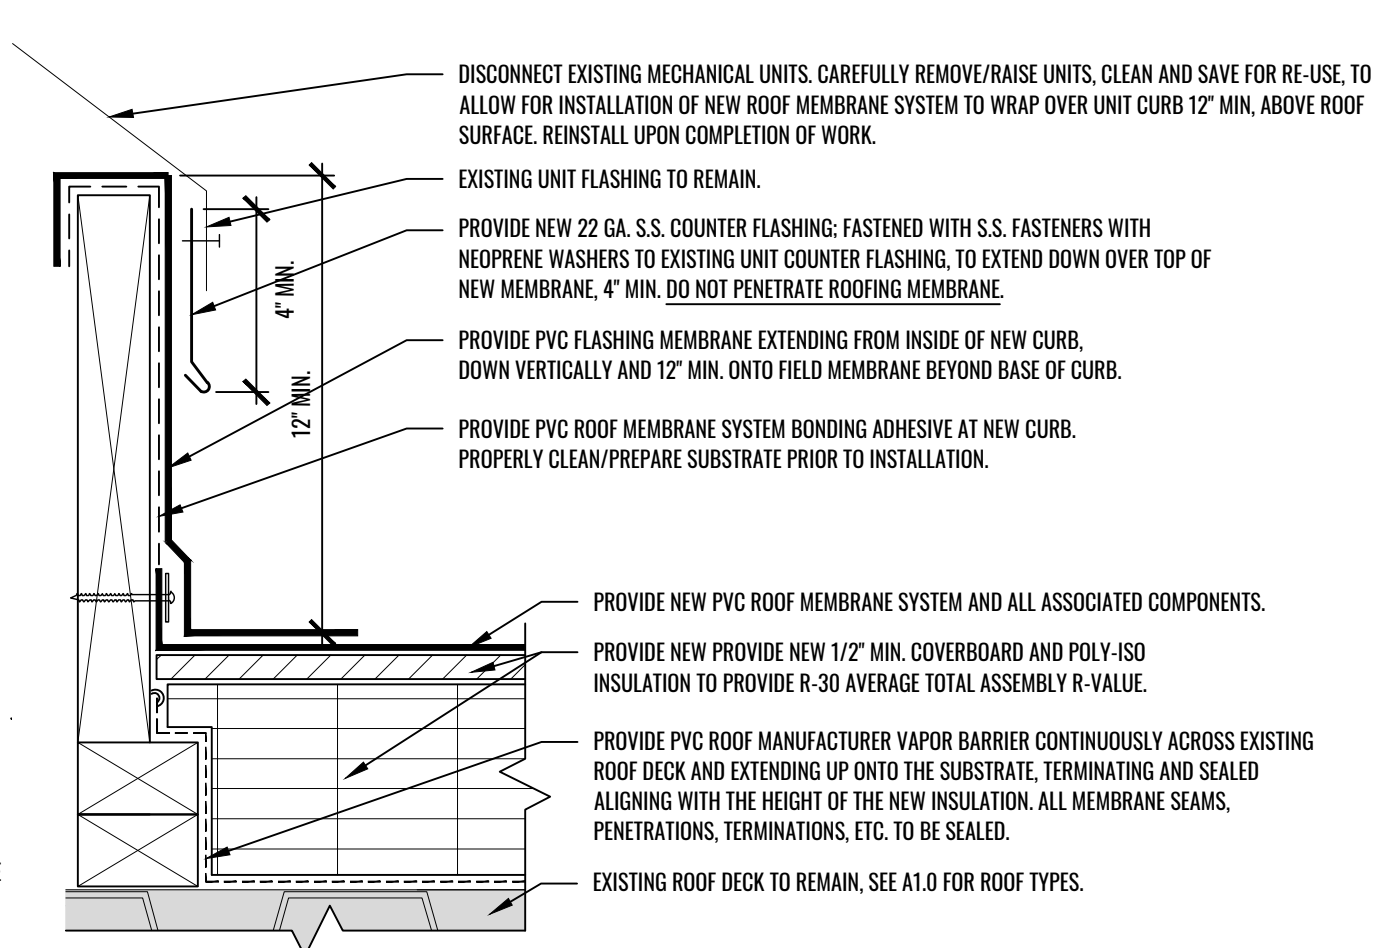 DISCONNECT EXISTING MECHANICAL UNITS. CAREFULLY REMOVE/RAISE UNITS, CLEAN AND SAVE FOR RE-USE, TO
ALLOW FOR INSTALLATION OF NEW ROOF MEMBRANE SYSTEM TO WRAP OVER UNIT CURB 12" MIN, ABOVE ROOF
SURFACE. REINSTALL UPON COMPLETION OF WORK.
EXISTING UNIT FLASHING TO REMAIN.
PROVIDE NEW 22 GA. S.S. COUNTER FLASHING; FASTENED WITH S.S. FASTENERS WITH
NEOPRENE WASHERS TO EXISTING UNIT COUNTER FLASHING, TO EXTEND DOWN OVER TOP OF
NEW MEMBRANE, 4" MIN. DO NOT PENETRATE ROOFING MEMBRANE.
4" MIN.
12" MIN.
PROVIDE PVC FLASHING MEMBRANE EXTENDING FROM INSIDE OF NEW CURB,
DOWN VERTICALLY AND 12" MIN. ONTO FIELD MEMBRANE BEYOND BASE OF CURB.
PROVIDE PVC ROOF MEMBRANE SYSTEM BONDING ADHESIVE AT NEW CURB.
PROPERLY CLEAN/PREPARE SUBSTRATE PRIOR TO INSTALLATION.
PROVIDE NEW PVC ROOF MEMBRANE SYSTEM AND ALL ASSOCIATED COMPONENTS.
PROVIDE NEW PROVIDE NEW 1/2" MIN. COVERBOARD AND POLY-ISO
INSULATION TO PROVIDE R-30 AVERAGE TOTAL ASSEMBLY R-VALUE.
PROVIDE PVC ROOF MANUFACTURER VAPOR BARRIER CONTINUOUSLY ACROSS EXISTING
ROOF DECK AND EXTENDING UP ONTO THE SUBSTRATE, TERMINATING AND SEALED
ALIGNING WITH THE HEIGHT OF THE NEW INSULATION. ALL MEMBRANE SEAMS,
PENETRATIONS, TERMINATIONS, ETC. TO BE SEALED.
EXISTING ROOF DECK TO REMAIN, SEE A1.0 FOR ROOF TYPES.